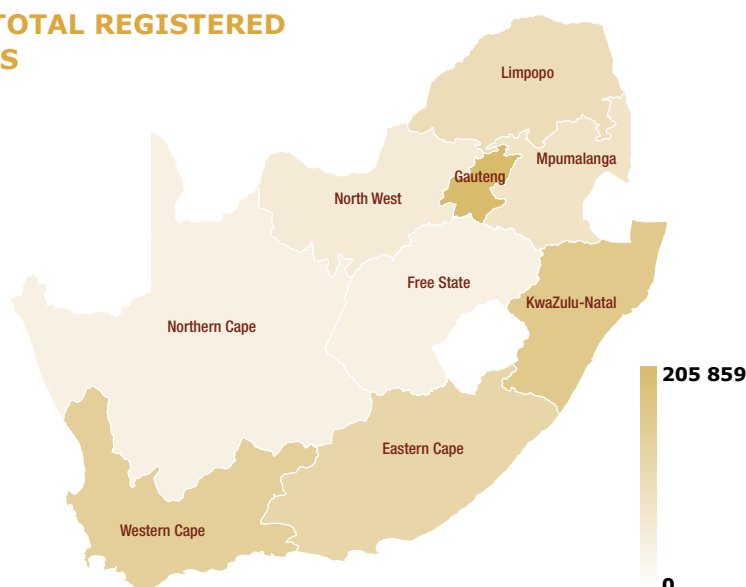 TOTAL REGISTERED
S
Limpopo
Mpumalanga
Gauteng
North West
Free State
KwaZulu-Natal
Northern Cape
205 859
Eastern Cape
Western Cape
0